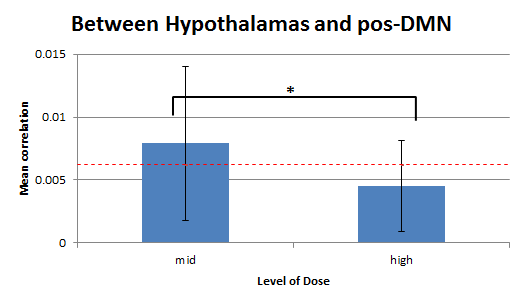 Between Hypothalamas and pos-DMN
0.015
0.01
0.005
0
Mean correlation
*
mid
high
Level of Dose